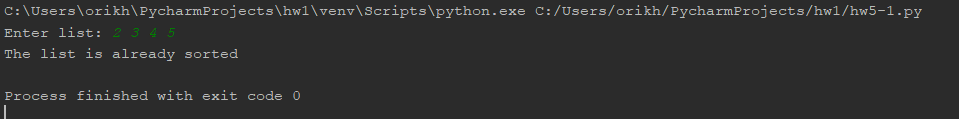 C:\Users\orikh\PycharmProjects\hw1\venv\Scripts\python.exe C:/Users/orikh/PycharmProjects/hw1/hw5-1.py
Enter list: 2 3 4 5
The list is already sorted
Process finished with exit code 0